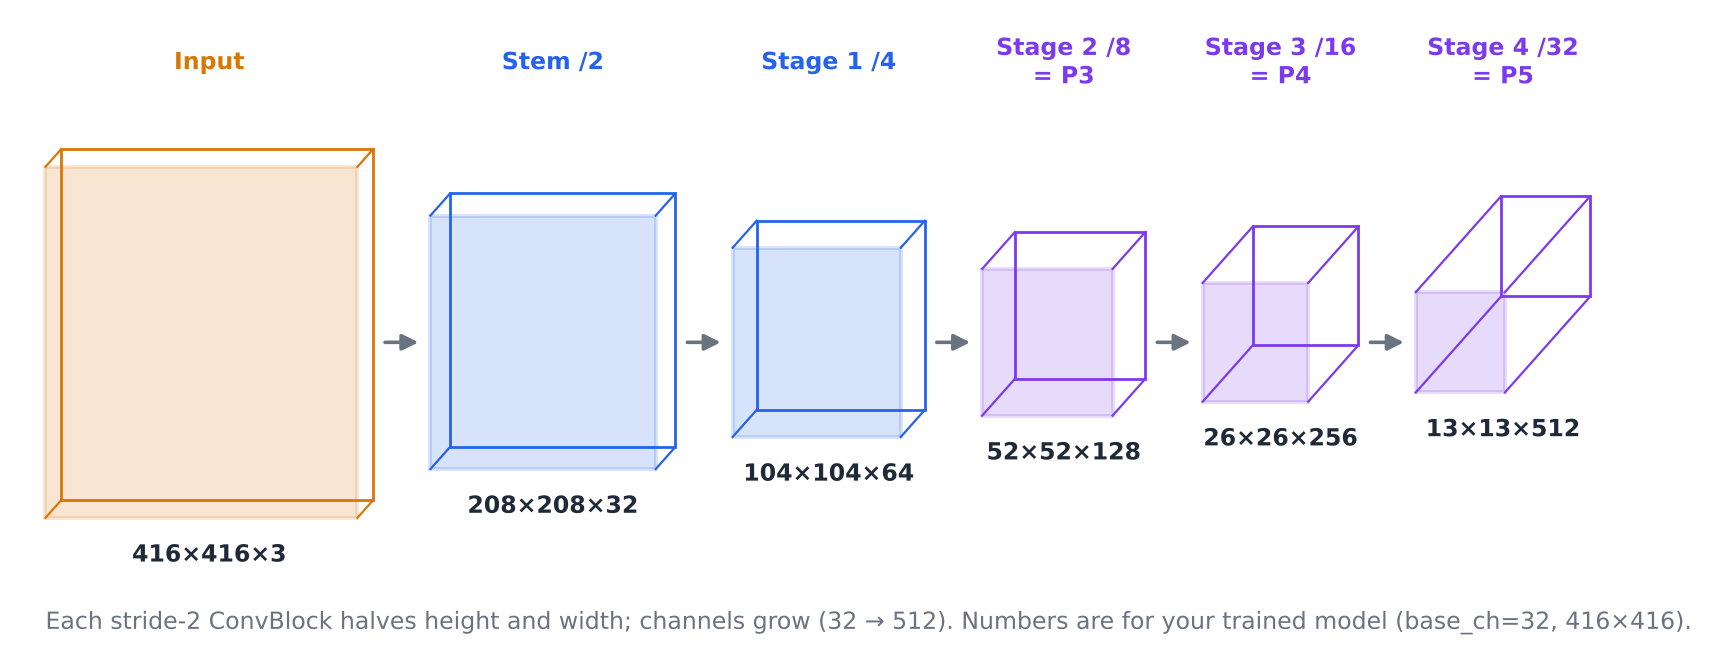 Input
Stem /2
Stage 1 /4
Stage 2 /8
= P3
Stage 3 /16
= P4
Stage 4 /32
= P5
416×416×3
208×208×32
104×104×64
52×52×128
26×26×256
13×13×512
Each stride-2 ConvBlock halves height and width; channels grow (32 → 512). Numbers are for your trained model (base_ch=32, 416×416).